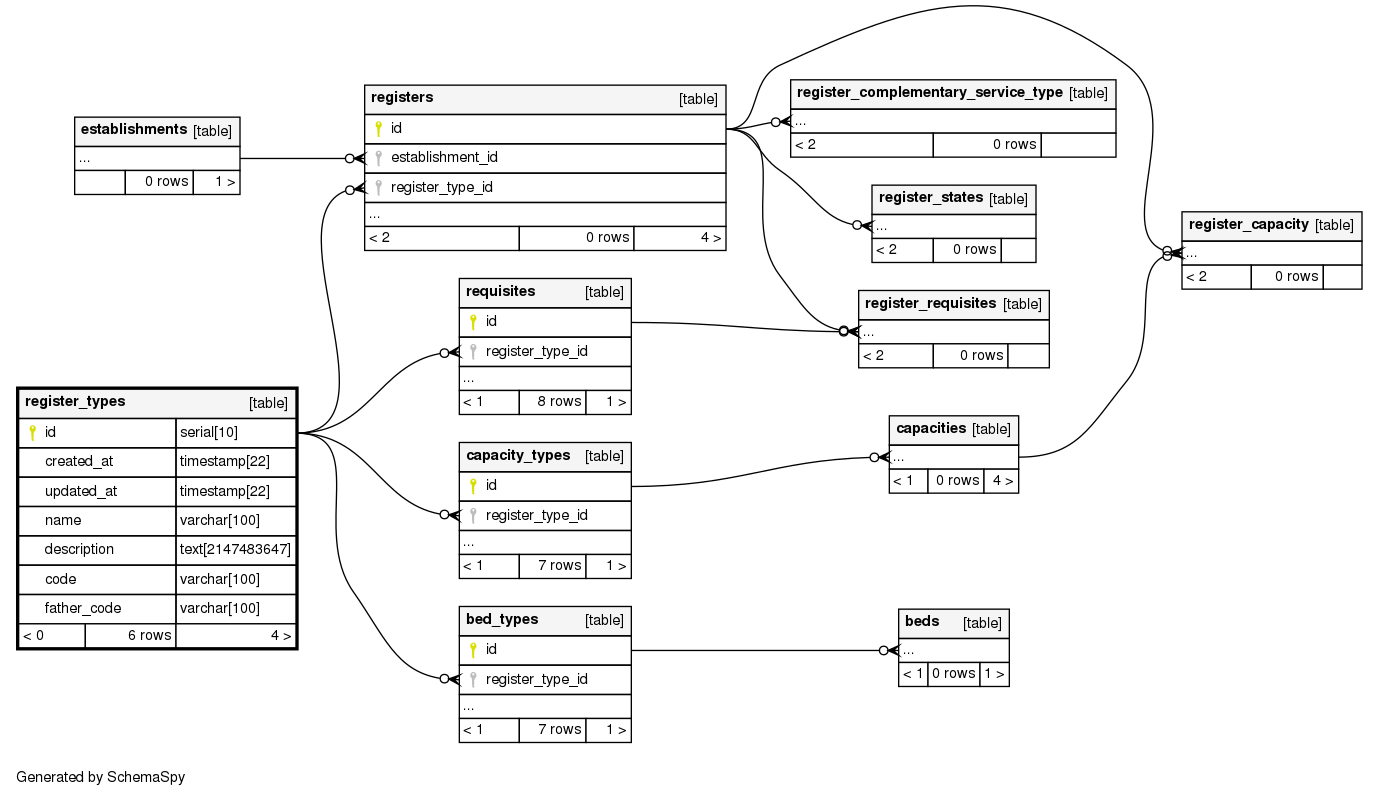 establishments [table]
...
0 rows 1 >
registers [table]
id
establishment_id
register_type_id
...
< 2 0 rows 4 >
register_complementary_service_type [table]
...
< 2 0 rows
register_states [table]
...
< 2 0 rows
register_capacity [table]
...
< 2 0 rows
requisites [table]
id
register_type_id
...
< 1 8 rows 1 >
register_requisites [table]
...
< 2 0 rows
register_types [table]
id serial[10]
created_at timestamp[22]
updated_at timestamp[22]
name varchar[100]
description text[2147483647]
code varchar[100]
father_code varchar[100]
< 0 6 rows 4 >
capacity_types [table]
id
register_type_id
...
< 1 7 rows 1 >
capacities [table]
...
< 1 0 rows 4 >
bed_types [table]
id
register_type_id
...
< 1 7 rows 1 >
beds [table]
...
< 1 0 rows 1 >
Generated by SchemaSpy